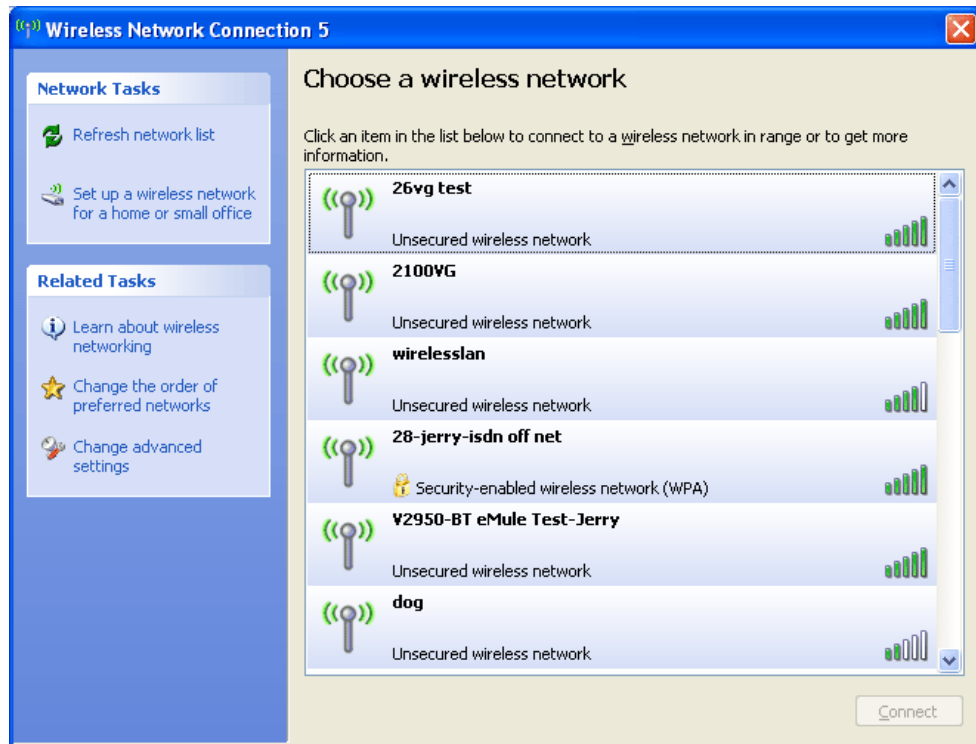 Wireless Network Connection 5
Network Tasks
Refresh network list
Set up a wireless network
for a home or small office
Related Tasks
Learn about wireless
networking
Change the order of
preferred networks
Change advanced
settings
Choose a wireless network
Click an item in the list below to connect to a wireless network in range or to get more
information.
26vg test
Unsecured wireless network
2100VG
Unsecured wireless network
wirelesslan
Unsecured wireless network
28-jerry-isdn off net
Security-enabled wireless network (WPA)
V2950-BT eMule Test-Jerry
Unsecured wireless network
dog
Unsecured wireless network
Connect